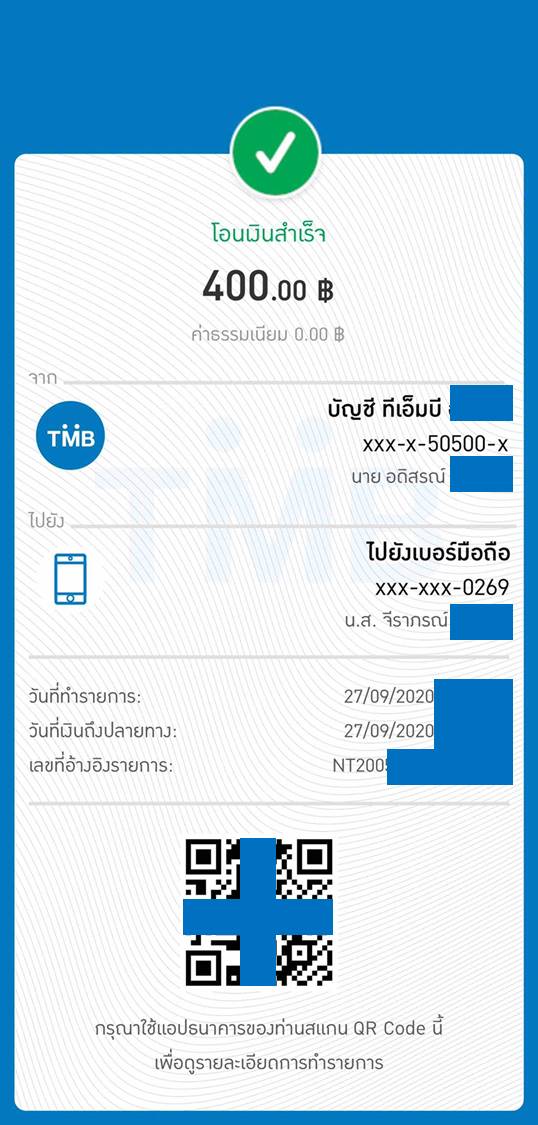 โอนเงินสำเร็จ
400.00 ฿
ค่าธรรมเนียม 0.00 ฿
จาก
TMB
บัญชี ทีเอ็มบี
xxx-x-50500-x
นาย อดิสรณ์
ไปยัง
ไปยังเบอร์มือถือ
xxx-xxx-0269
น.ส. จีราภรณ์
วันที่ทำรายการ: 27/09/2020
วันที่เงินถึงปลายทาง: 27/09/2020
เลขที่อ้างอิงรายการ: NT200
กรุณาใช้แอปธนาคารของท่านสแกน QR Code นี้
เพื่อดูรายละเอียดการทำรายการ